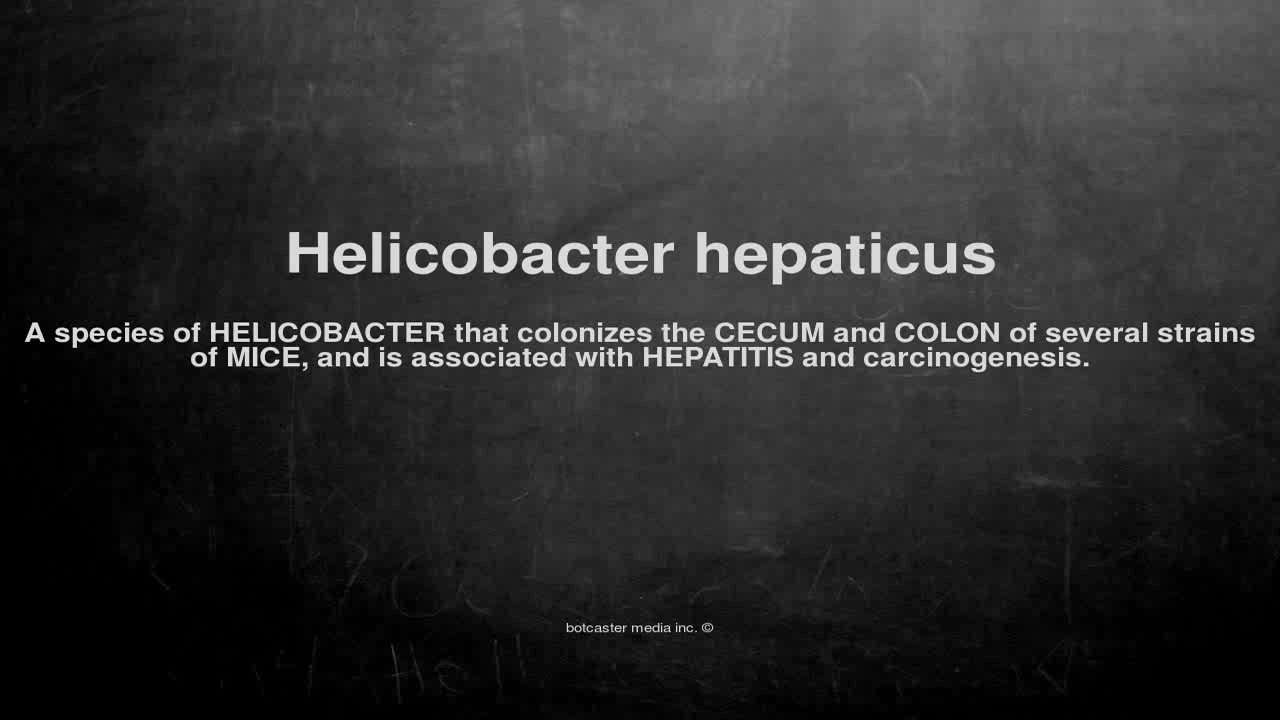 Helicobacter hepaticus
A species of HELICOBACTER that colonizes the CECUM and COLON of several strains
of MICE, and is associated with HEPATITIS and carcinogenesis.
botcaster media inc. ©